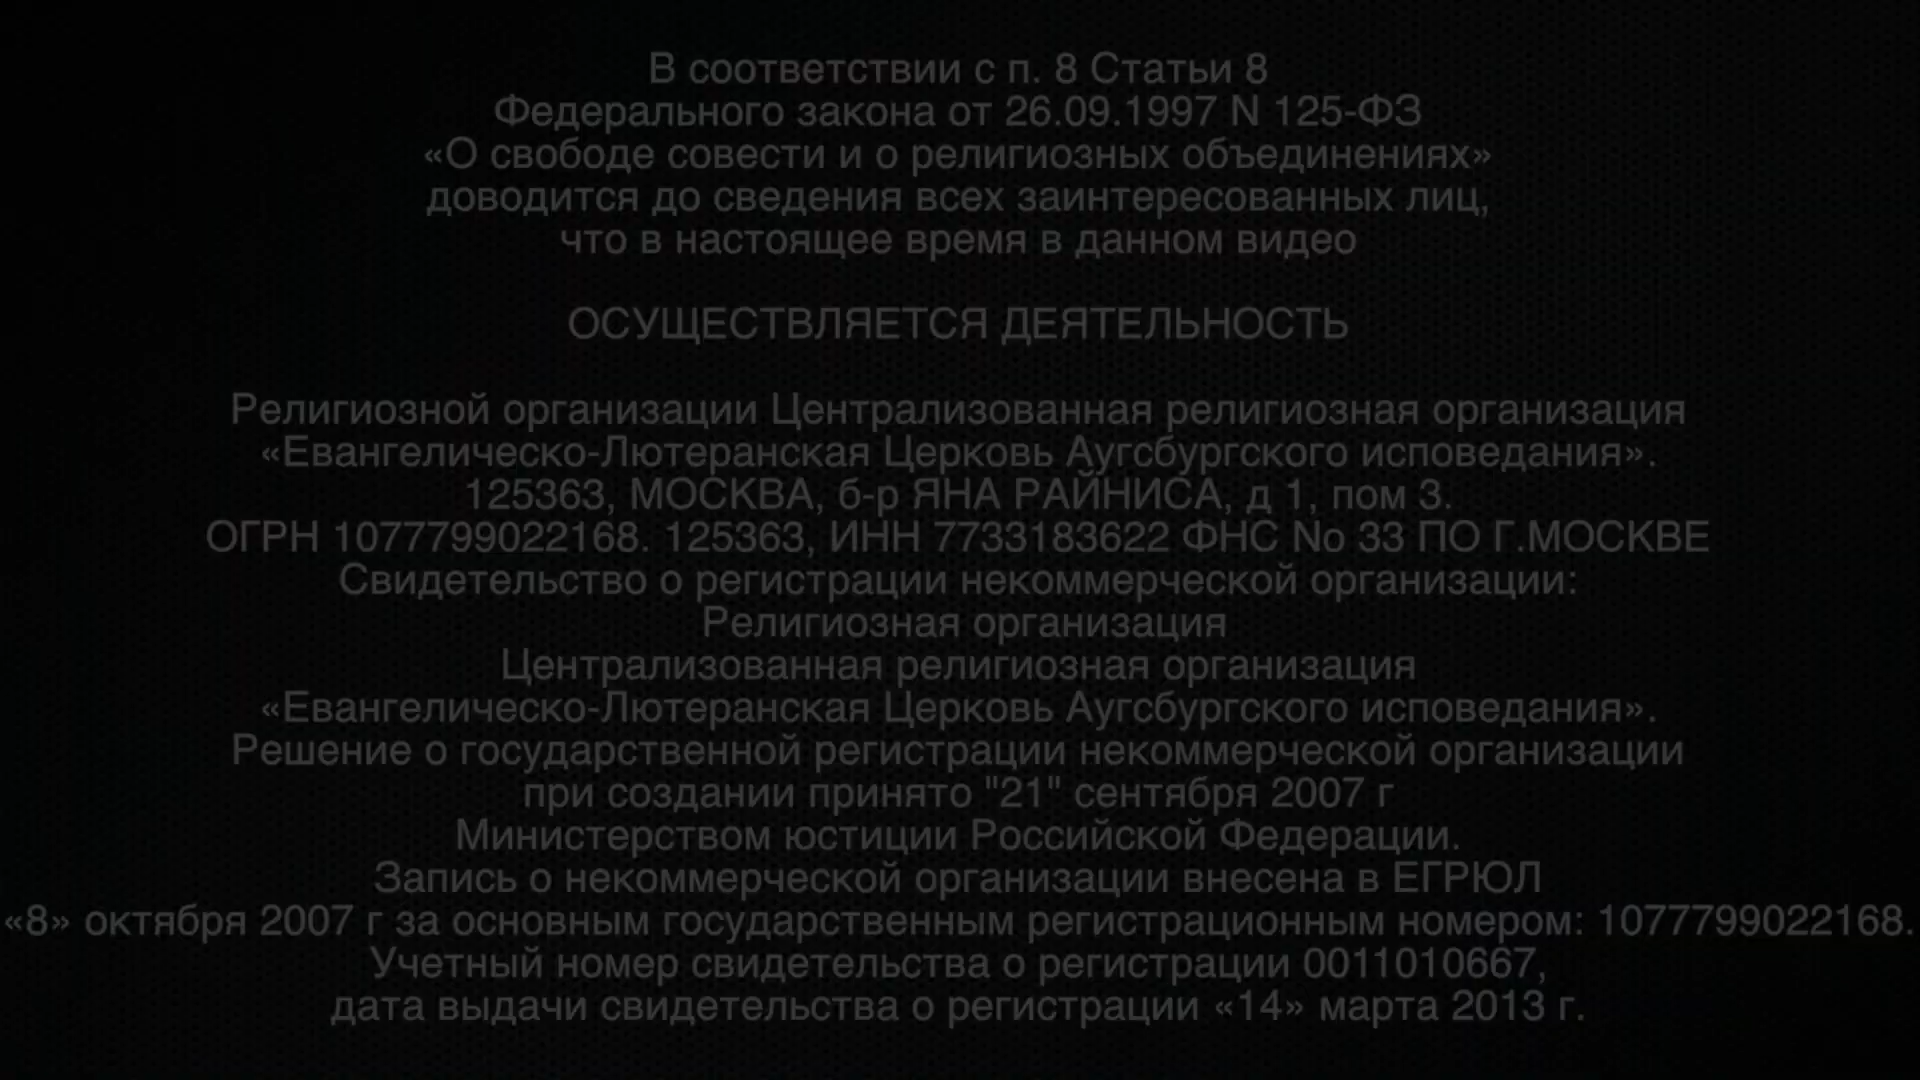 В соответствии с п. 8 Статьи 8
Федерального закона от 26.09.1997 N 125-ФЗ
«О свободе совести и о религиозных объединениях»
доводится до сведения всех заинтересованных лиц,
что в настоящее время в данном видео
ОСУЩЕСТВЛЯЕТСЯ ДЕЯТЕЛЬНОСТЬ
Религиозной организации Централизованная религиозная организация
«Евангелическо-Лютеранская Церковь Аугсбургского исповедания».
125363, МОСКВА, б-р ЯНА РАЙНИСА, д 1, пом 3.
ОГРН 1077799022168. 125363, ИНН 7733183622 ФНС No 33 ПО Г.МОСКВЕ
Свидетельство о регистрации некоммерческой организации:
Религиозная организация
Централизованная религиозная организация
«Евангелическо-Лютеранская Церковь Аугсбургского исповедания».
Решение о государственной регистрации некоммерческой организации
при создании принято "21" сентября 2007 г
Министерством юстиции Российской Федерации.
Запись о некоммерческой организации внесена в ЕГРЮЛ
«8» октября 2007 г за основным государственным регистрационным номером: 1077799022168.
Учетный номер свидетельства о регистрации 0011010667,
дата выдачи свидетельства о регистрации «14» марта 2013 г.